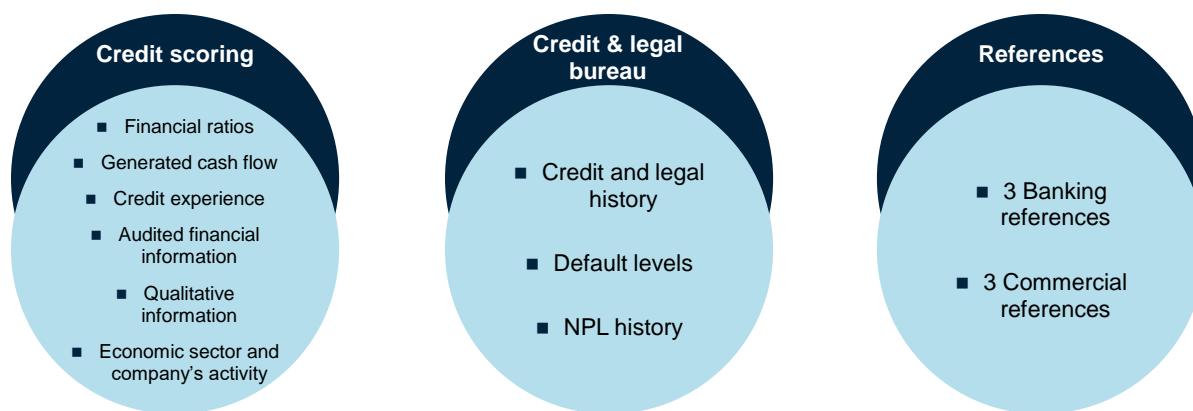 Credit scoring
■ Financial ratios
■ Generated cash flow
■ Credit experience
■ Audited financial
information
■ Qualitative
information
■ Economic sector and
company’s activity
Credit & legal
bureau
■ Credit and legal
history
■ Default levels
■ NPL history
References
■ 3 Banking
references
■ 3 Commercial
references